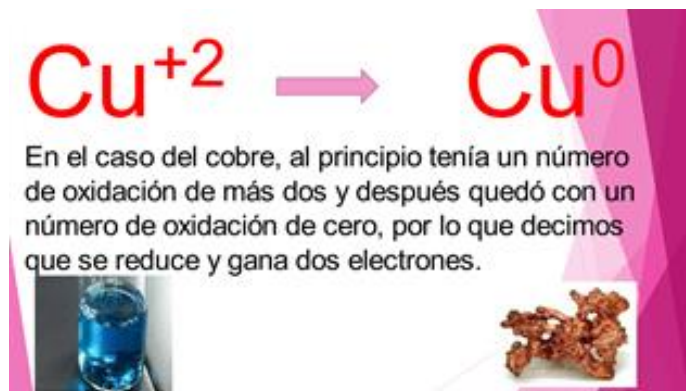 Cu⁺² Cu⁰
En el caso del cobre, al principio tenía un número
de oxidación de más dos y después quedó con un
número de oxidación de cero, por lo que decimos
que se reduce y gana dos electrones.